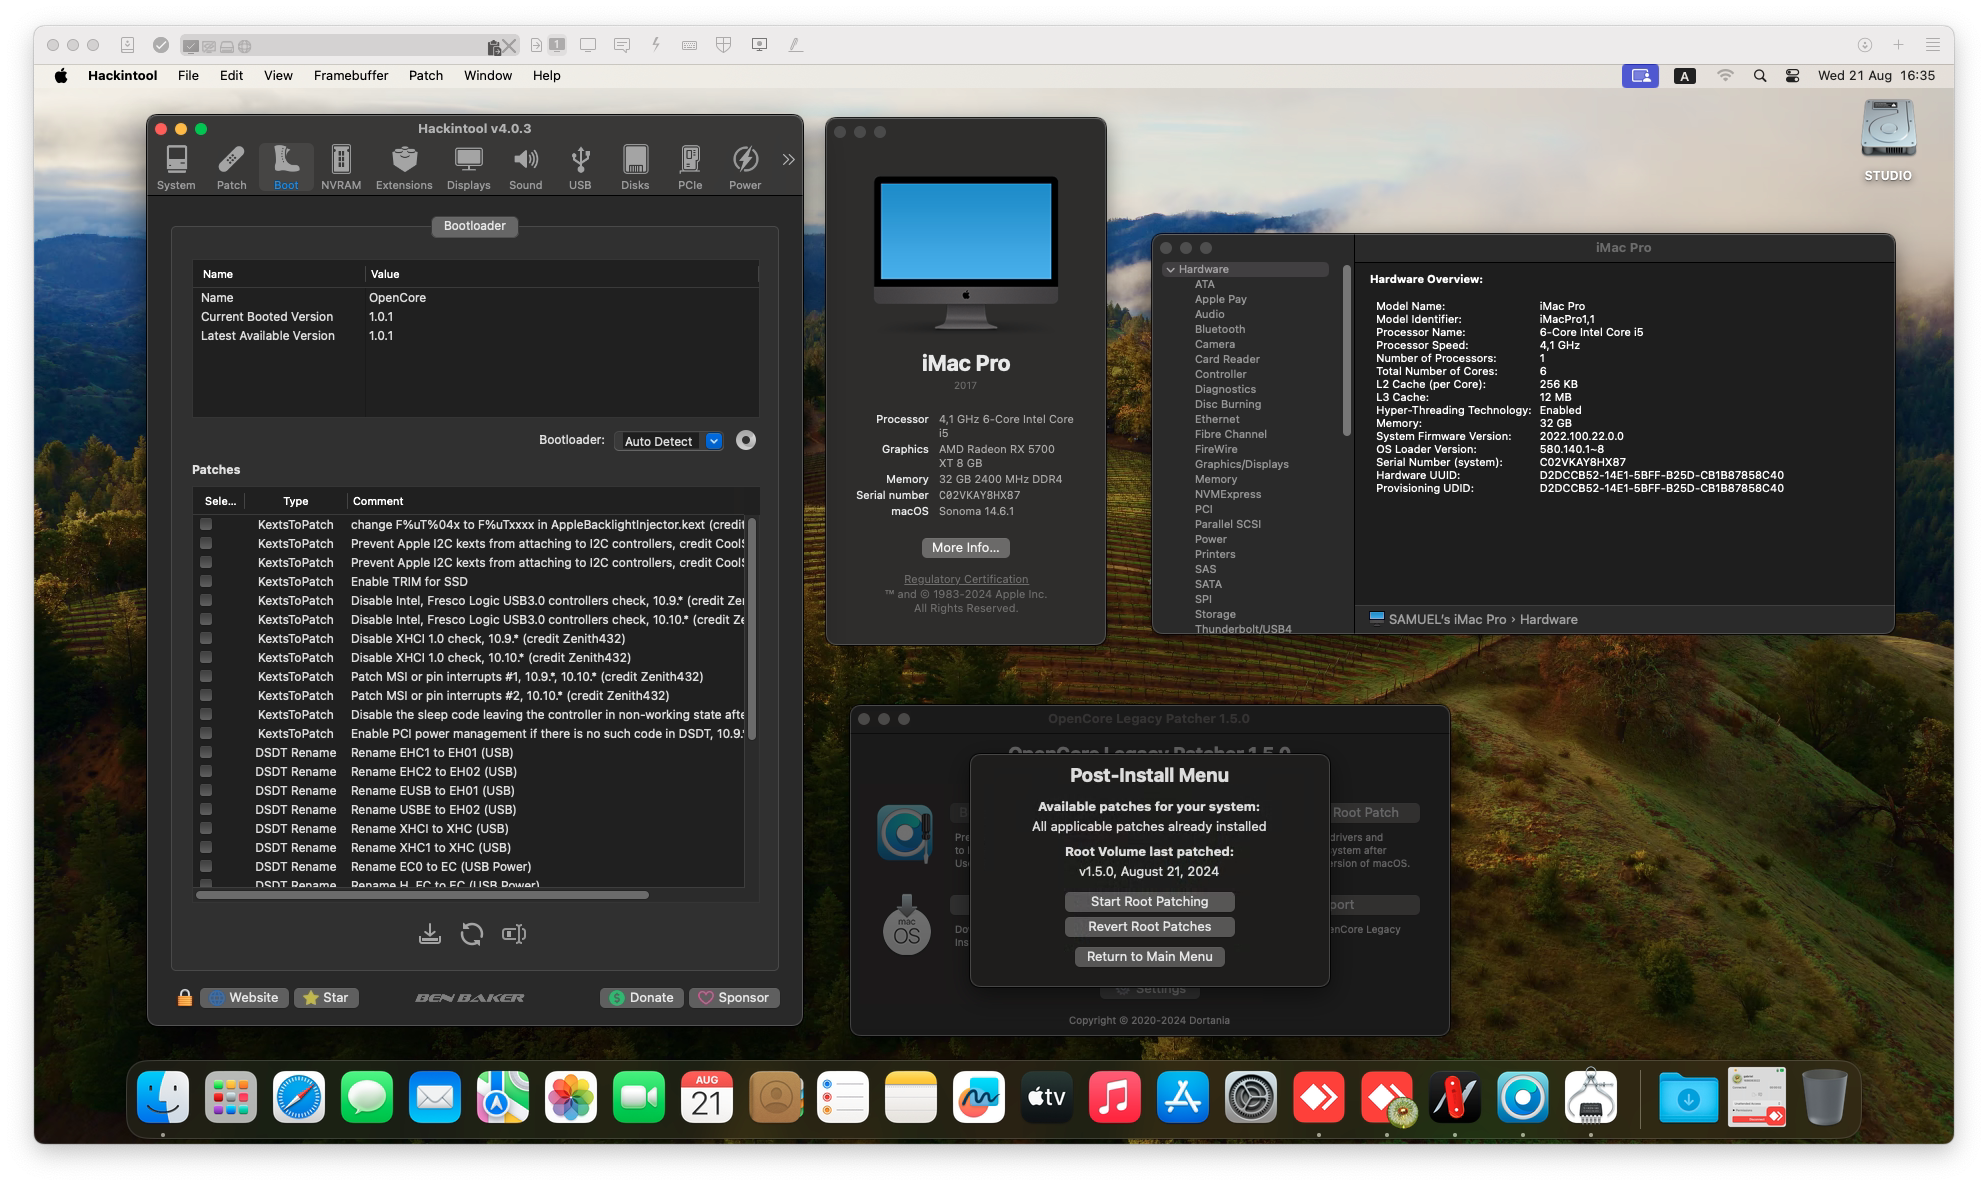 1
Hackintool File Edit View Framebuffer Patch Window Help
A
Wed 21 Aug 16:35
STUDIO
Hackintool v4.0.3
System Patch Boot NVRAM Extensions Displays Sound USB Disks PCIe Power
Bootloader
Name Value
Name OpenCore
Current Booted Version 1.0.1
Latest Available Version 1.0.1
Bootloader: Auto Detect
Patches
Sele... Type Comment
KextsToPatch change F%uT%04x to F%uTxxxx in AppleBacklightInjector.kext (credit
KextsToPatch Prevent Apple I2C kexts from attaching to I2C controllers, credit CoolS
KextsToPatch Prevent Apple I2C kexts from attaching to I2C controllers, credit CoolS
KextsToPatch Enable TRIM for SSD
KextsToPatch Disable Intel, Fresco Logic USB3.0 controllers check, 10.9.* (credit Zen
KextsToPatch Disable Intel, Fresco Logic USB3.0 controllers check, 10.10.* (credit Ze
KextsToPatch Disable XHCI 1.0 check, 10.9.* (credit Zenith432)
KextsToPatch Disable XHCI 1.0 check, 10.10.* (credit Zenith432)
KextsToPatch Patch MSI or pin interrupts #1, 10.9.*, 10.10.* (credit Zenith432)
KextsToPatch Patch MSI or pin interrupts #2, 10.10.* (credit Zenith432)
KextsToPatch Disable the sleep code leaving the controller in non-working state afte
KextsToPatch Enable PCI power management if there is no such code in DSDT, 10.9.*
DSDT Rename Rename EHC1 to EH01 (USB)
DSDT Rename Rename EHC2 to EH02 (USB)
DSDT Rename Rename EUSB to EH01 (USB)
DSDT Rename Rename USBE to EH02 (USB)
DSDT Rename Rename XHCI to XHC (USB)
DSDT Rename Rename XHC1 to XHC (USB)
DSDT Rename Rename EC0 to EC (USB Power)
DSDT Rename Rename H_EC to EC (USB Power)
Website Star BEN BAKER Donate Sponsor
iMac Pro
2017
Processor 4,1 GHz 6-Core Intel Core
i5
Graphics AMD Radeon RX 5700
XT 8 GB
Memory 32 GB 2400 MHz DDR4
Serial number C02VKAY8HX87
macOS Sonoma 14.6.1
More Info...
Regulatory Certification
™ and © 1983-2024 Apple Inc.
All Rights Reserved.
iMac Pro
Hardware
ATA
Apple Pay
Audio
Bluetooth
Camera
Card Reader
Controller
Diagnostics
Disc Burning
Ethernet
Fibre Channel
FireWire
Graphics/Displays
Memory
NVMExpress
PCI
Parallel SCSI
Power
Printers
SAS
SATA
SPI
Storage
Thunderbolt/USB4
Hardware Overview:
Model Name: iMac Pro
Model Identifier: iMacPro1,1
Processor Name: 6-Core Intel Core i5
Processor Speed: 4,1 GHz
Number of Processors: 1
Total Number of Cores: 6
L2 Cache (per Core): 256 KB
L3 Cache: 12 MB
Hyper-Threading Technology: Enabled
Memory: 32 GB
System Firmware Version: 2022.100.22.0.0
OS Loader Version: 580.140.1~8
Serial Number (system): C02VKAY8HX87
Hardware UUID: D2DCCB52-14E1-5BFF-B25D-CB1B87858C40
Provisioning UDID: D2DCCB52-14E1-5BFF-B25D-CB1B87858C40
SAMUEL's iMac Pro › Hardware
OpenCore Legacy Patcher 1.5.0
OpenCore Legacy Patcher 1.5.0
Post-Install Menu
Available patches for your system:
All applicable patches already installed
Root Volume last patched:
v1.5.0, August 21, 2024
Start Root Patching
Revert Root Patches
Return to Main Menu
B
Pre
to I
Us
Root Patch
drivers and
ystem after
ersion of macOS.
mac
OS
Do
Ins
port
enCore Legacy
Settings
Copyright © 2020-2024 Dortania
AUG
21
tv